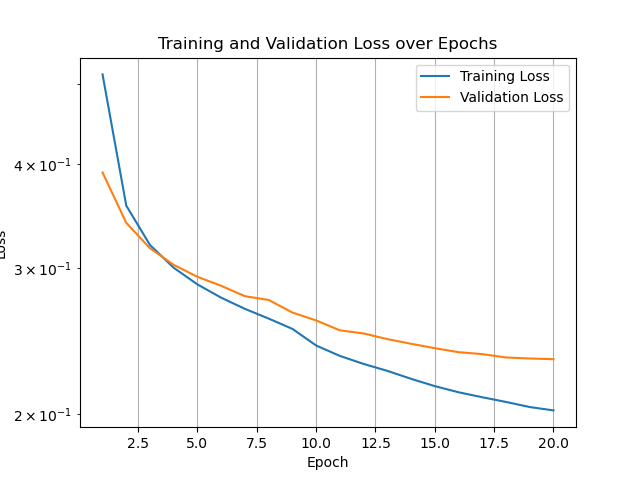 Training and Validation Loss over Epochs
Training Loss
Validation Loss
4 × 10⁻¹
3 × 10⁻¹
2 × 10⁻¹
Loss
2.5 5.0 7.5 10.0 12.5 15.0 17.5 20.0
Epoch